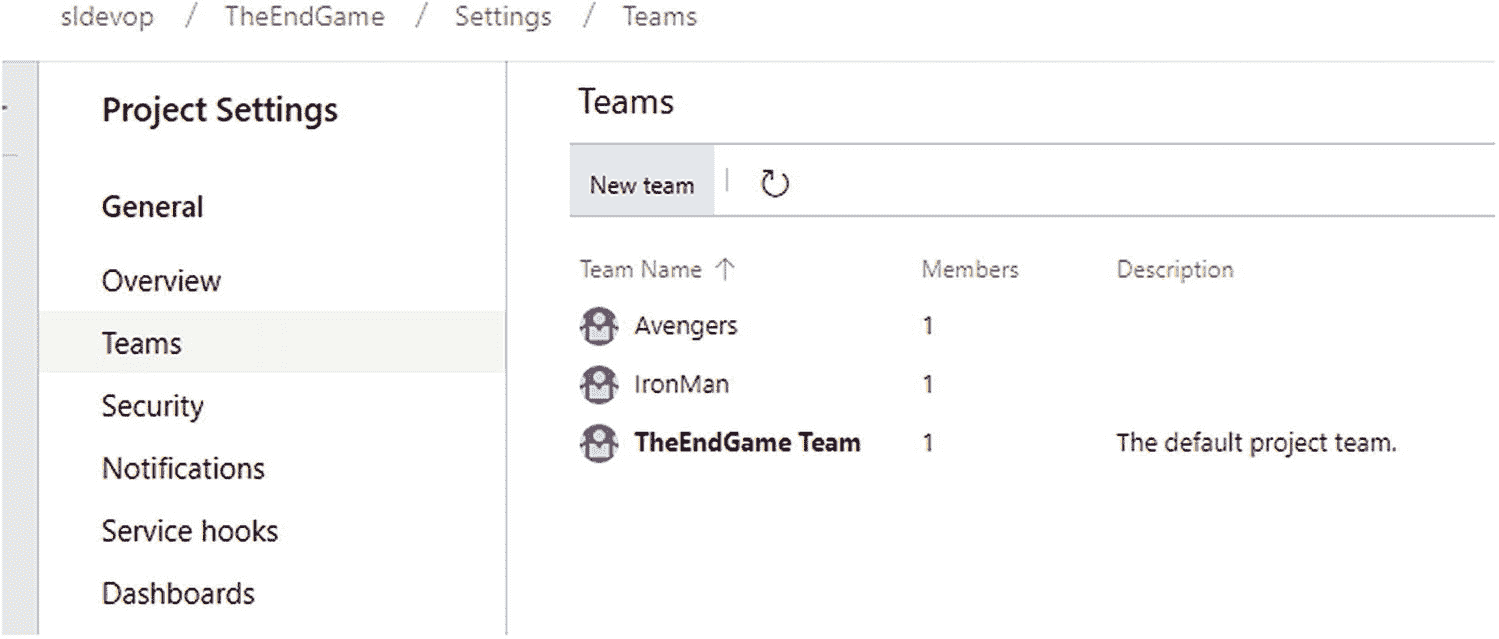 sldevop / TheEndGame / Settings / Teams
Project Settings
General
Overview
Teams
Security
Notifications
Service hooks
Dashboards
Teams
New team
Team Name ↑ Members Description
Avengers 1
IronMan 1
TheEndGame Team 1 The default project team.